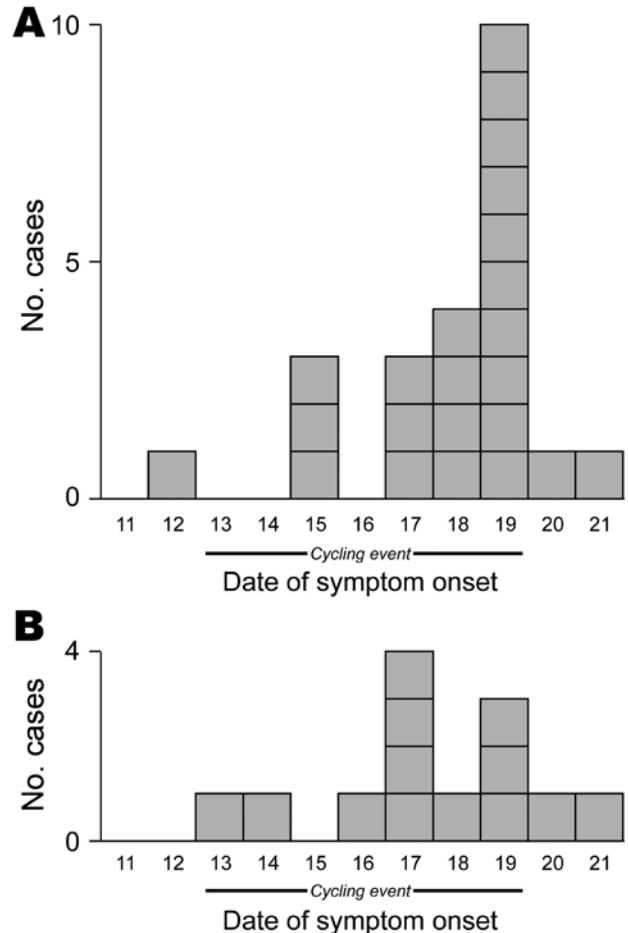 A
10
5
0
No. cases
11 12 13 14 15 16 17 18 19 20 21
Cycling event
Date of symptom onset
B
4
0
No. cases
11 12 13 14 15 16 17 18 19 20 21
Cycling event
Date of symptom onset